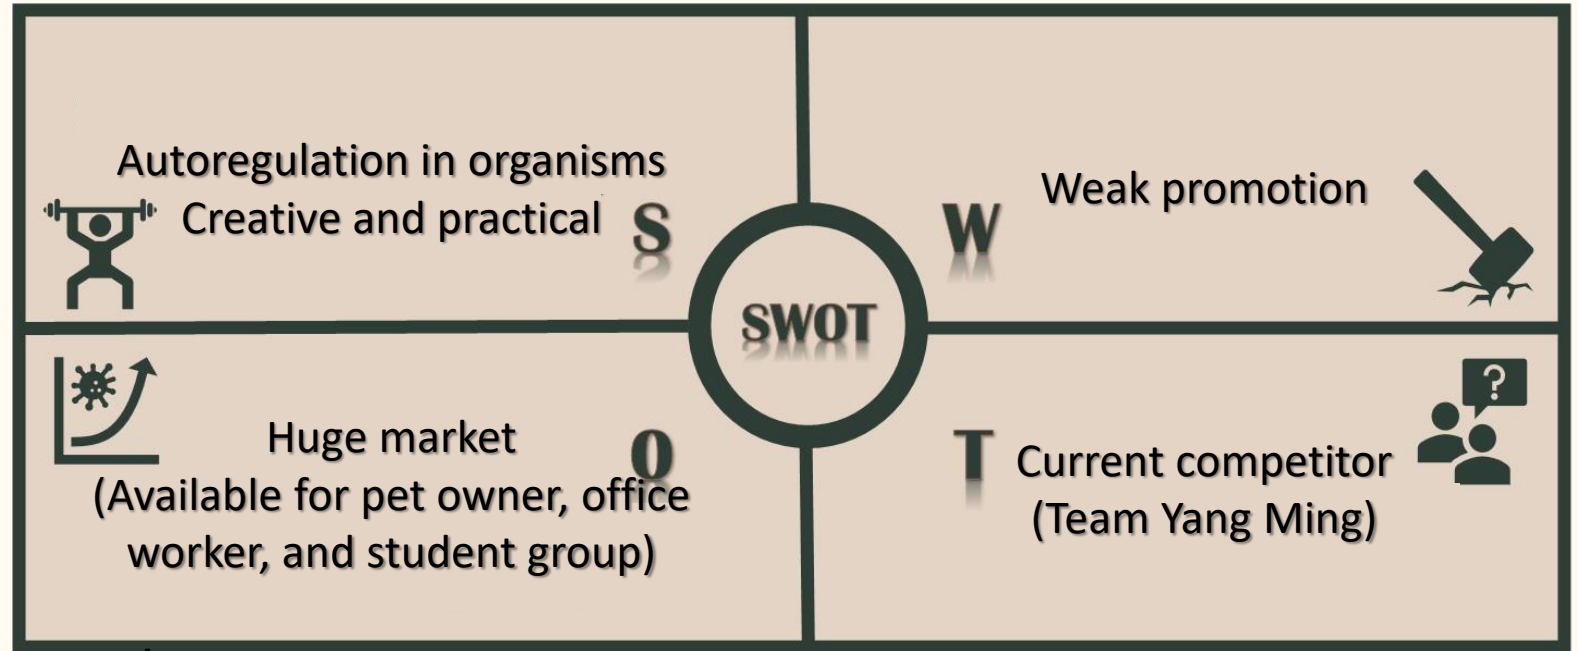 Autoregulation in organisms
Creative and practical
S
W
Weak promotion
SWOT
Huge market
(Available for pet owner, office
worker, and student group)
O
T
?
Current competitor
(Team Yang Ming)